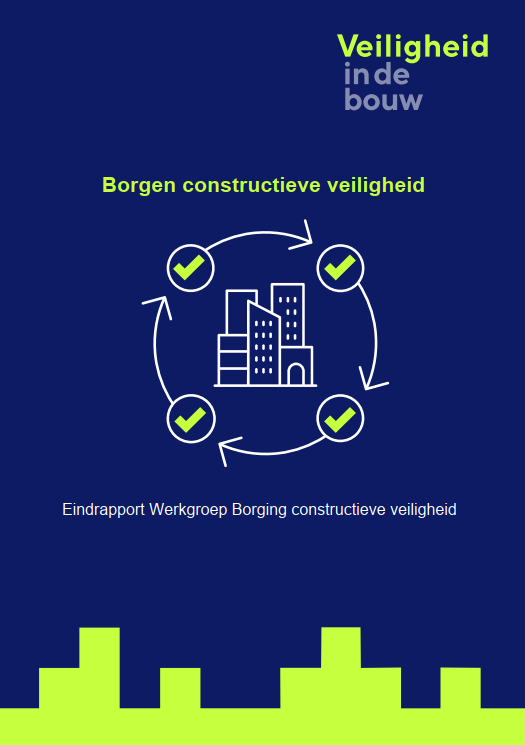 Veiligheid
in de
bouw
Borgen constructieve veiligheid
Eindrapport Werkgroep Borging constructieve veiligheid